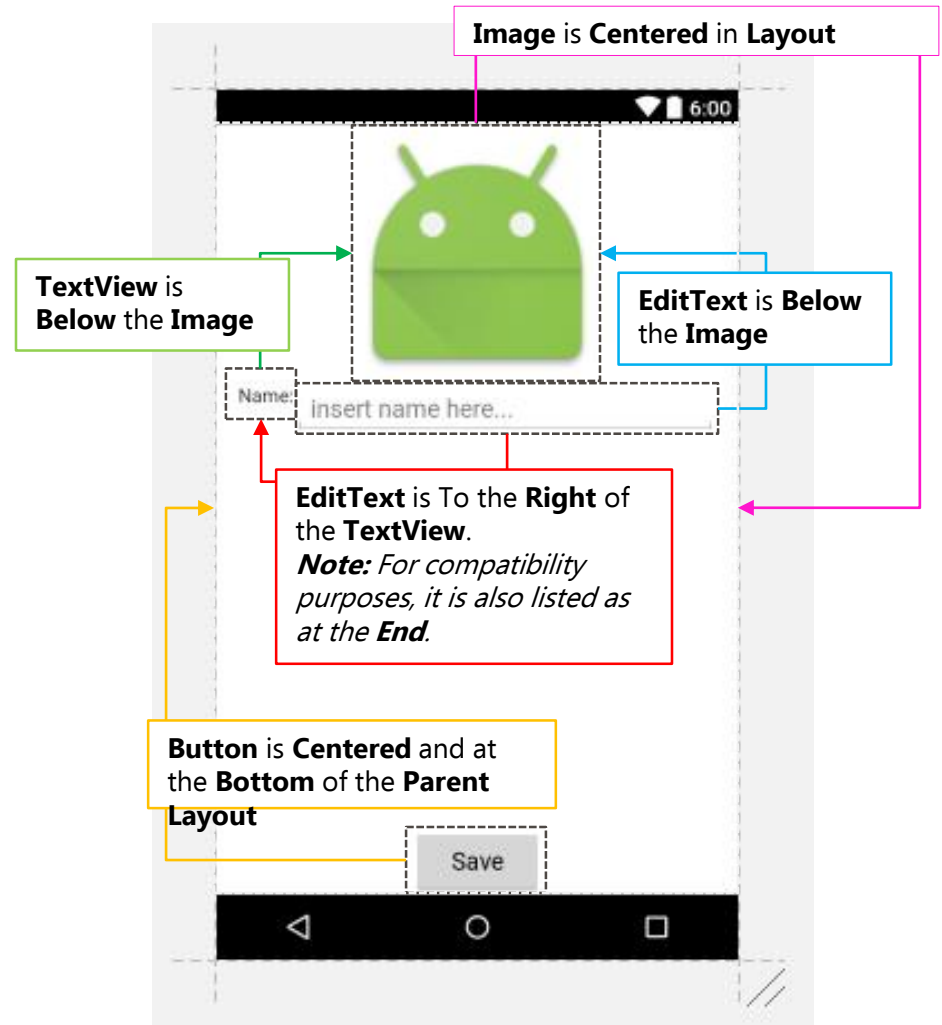 Image is Centered in Layout
6:00
TextView is
Below the Image
EditText is Below
the Image
Name:
insert name here...
EditText is To the Right of
the TextView.
Note: For compatibility
purposes, it is also listed as
at the End.
Button is Centered and at
the Bottom of the Parent
Layout
Save